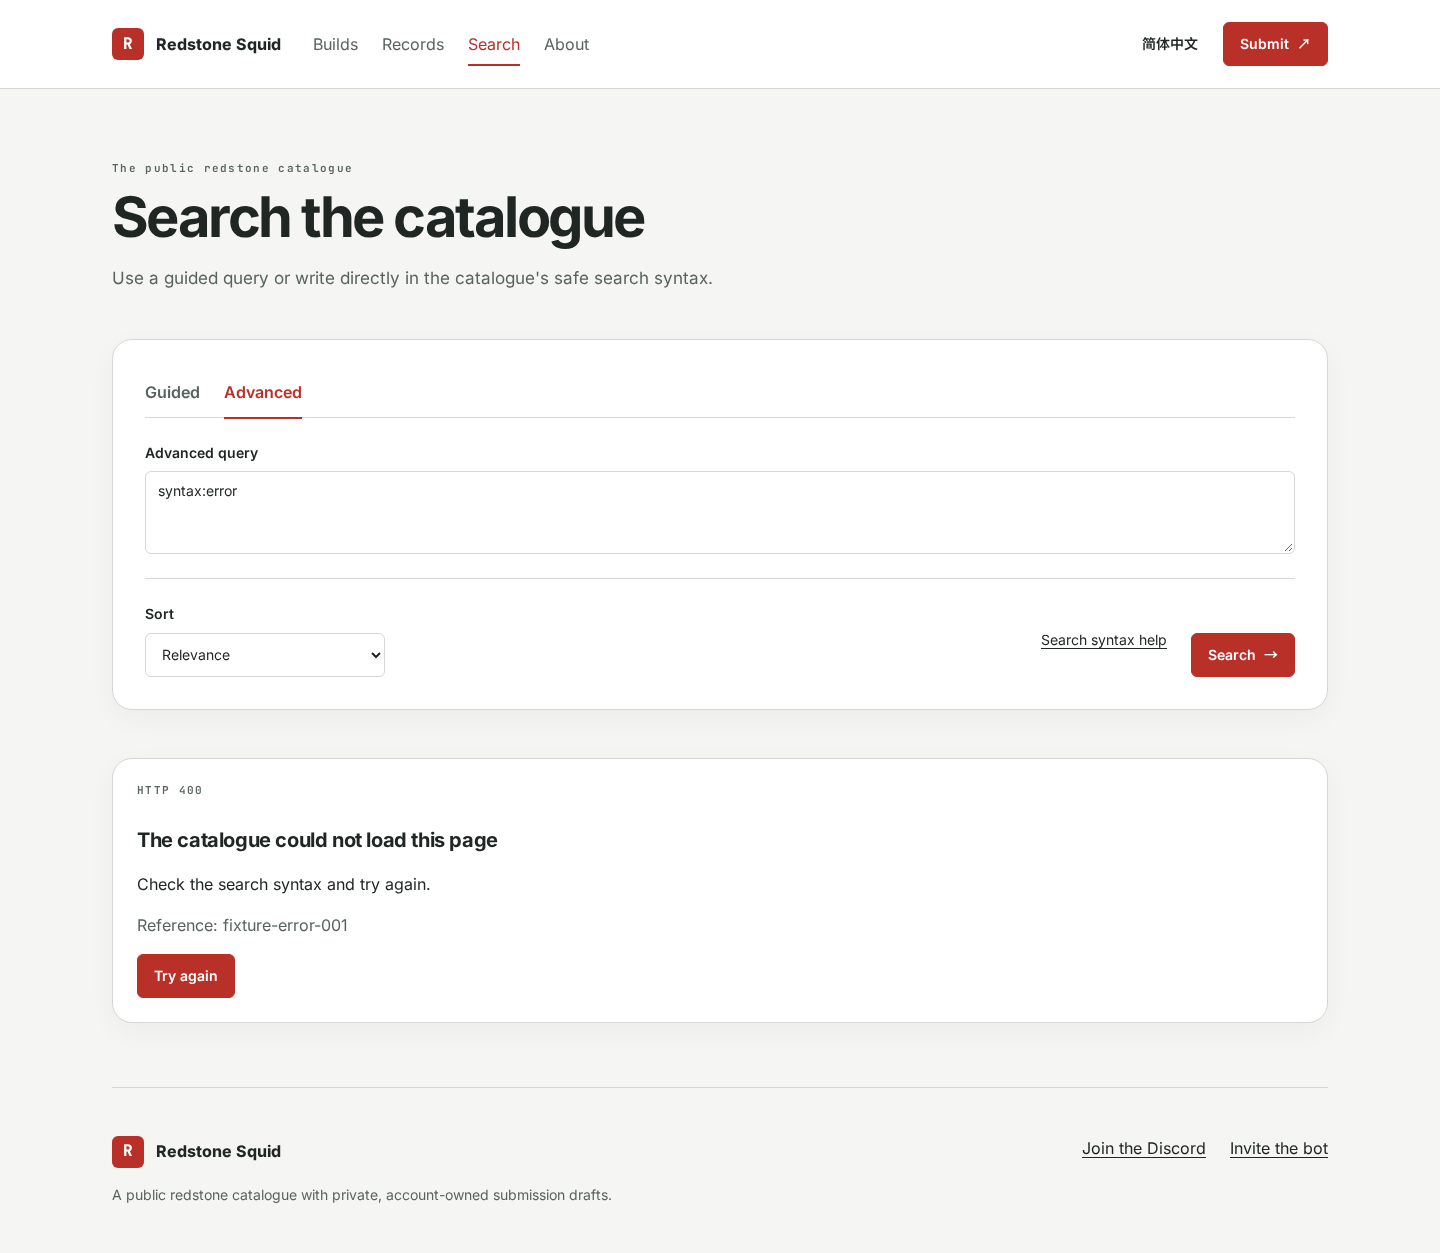 R Redstone Squid Builds Records Search About 简体中文 Submit ↗
The public redstone catalogue
Search the catalogue
Use a guided query or write directly in the catalogue's safe search syntax.
Guided Advanced
Advanced query
syntax:error
Sort
Relevance
Search syntax help
Search →
HTTP 400
The catalogue could not load this page
Check the search syntax and try again.
Reference: fixture-error-001
Try again
R Redstone Squid
Join the Discord Invite the bot
A public redstone catalogue with private, account-owned submission drafts.